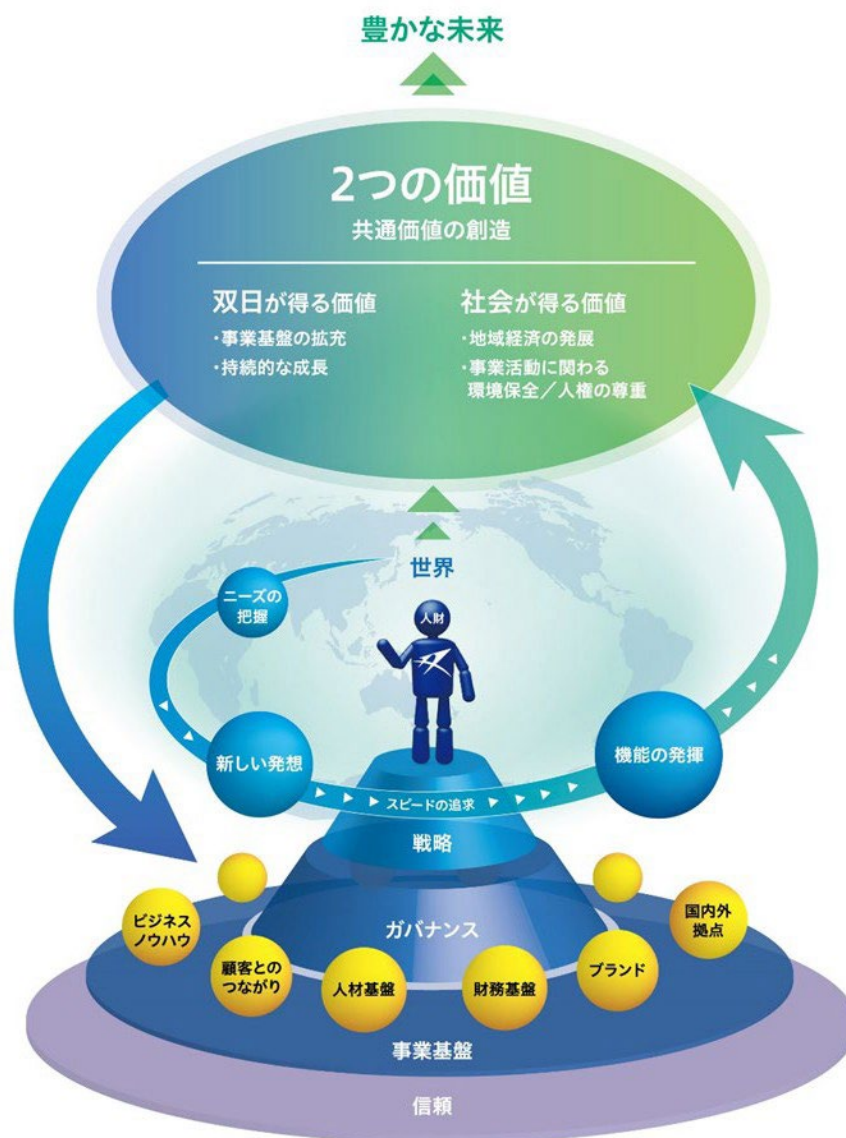 豊かな未来
2つの価値
共通価値の創造
双日が得る価値
・事業基盤の拡充
・持続的な成長
社会が得る価値
・地域経済の発展
・事業活動に関わる
環境保全／人権の尊重
世界
ニーズの
把握
人財
新しい発想
スピードの追求
機能の発揮
戦略
ガバナンス
ビジネス
ノウハウ
顧客との
つながり
人材基盤
財務基盤
ブランド
国内外
拠点
事業基盤
信頼